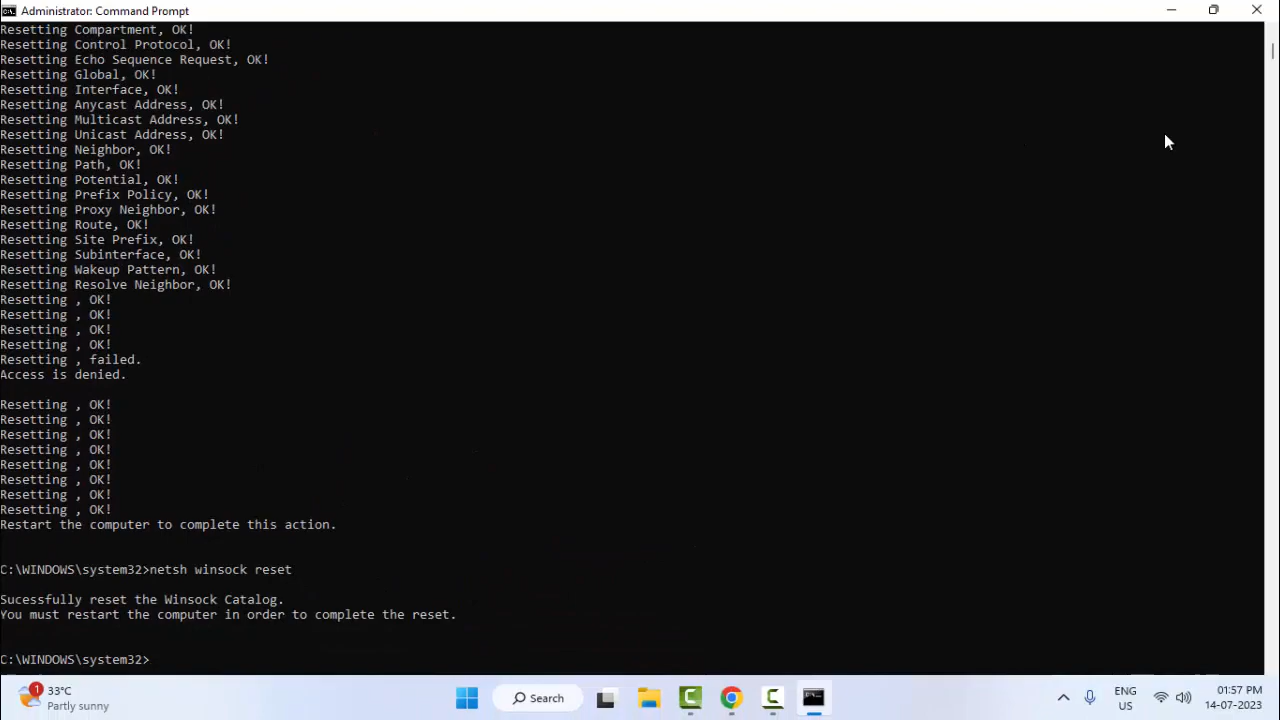 Administrator: Command Prompt
Resetting Compartment, OK!
Resetting Control Protocol, OK!
Resetting Echo Sequence Request, OK!
Resetting Global, OK!
Resetting Interface, OK!
Resetting Anycast Address, OK!
Resetting Multicast Address, OK!
Resetting Unicast Address, OK!
Resetting Neighbor, OK!
Resetting Path, OK!
Resetting Potential, OK!
Resetting Prefix Policy, OK!
Resetting Proxy Neighbor, OK!
Resetting Route, OK!
Resetting Site Prefix, OK!
Resetting Subinterface, OK!
Resetting Wakeup Pattern, OK!
Resetting Resolve Neighbor, OK!
Resetting , OK!
Resetting , OK!
Resetting , OK!
Resetting , OK!
Resetting , failed.
Access is denied.
Resetting , OK!
Resetting , OK!
Resetting , OK!
Resetting , OK!
Resetting , OK!
Resetting , OK!
Resetting , OK!
Resetting , OK!
Restart the computer to complete this action.
C:\WINDOWS\system32>netsh winsock reset
Sucessfully reset the Winsock Catalog.
You must restart the computer in order to complete the reset.
C:\WINDOWS\system32>
1
33°C
Partly sunny
Search
ENG
US
01:57 PM
14-07-2023